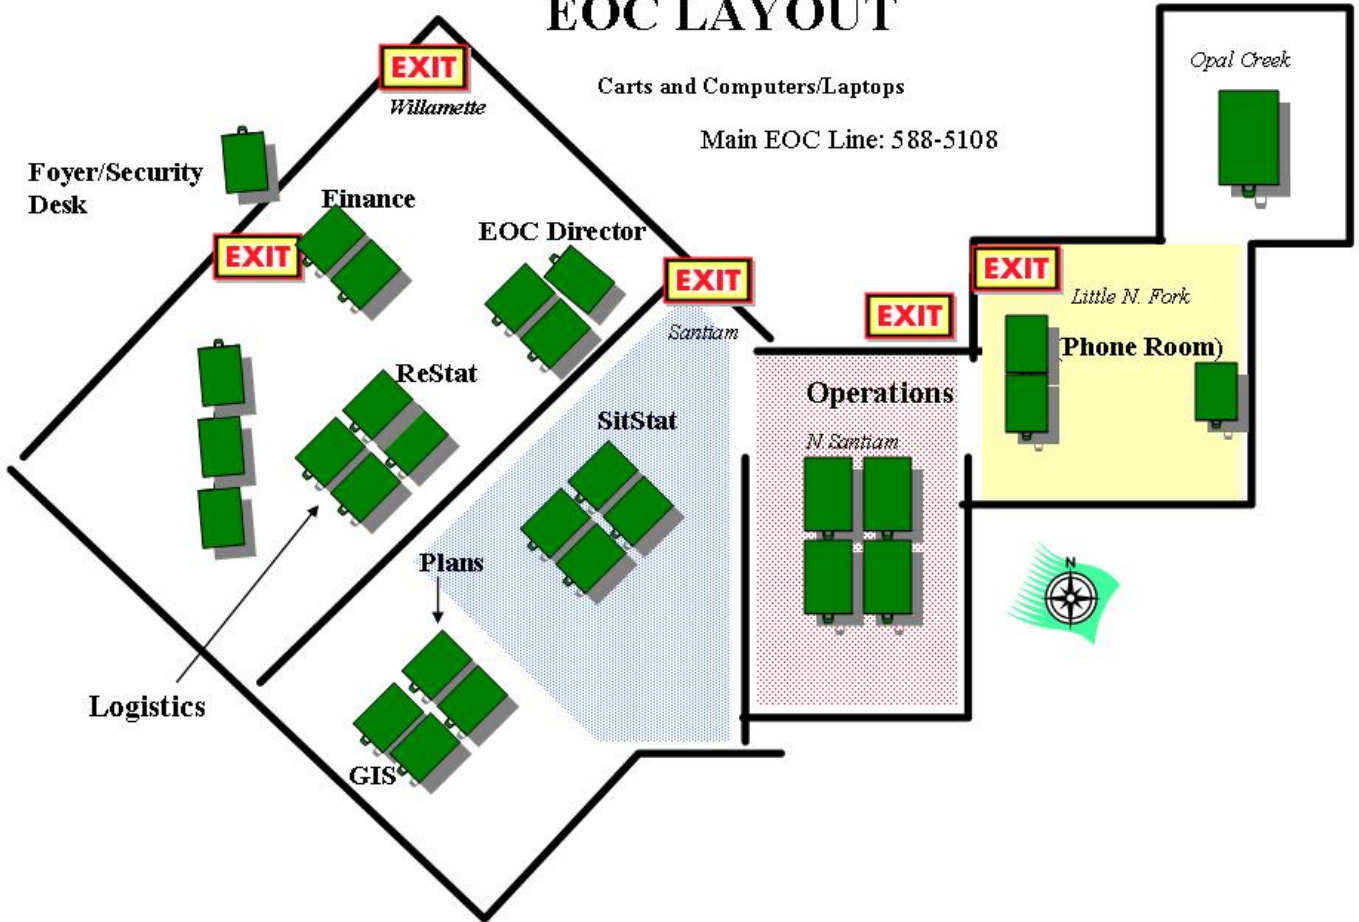 EOC LAYOUT
Carts and Computers/Laptops
Main EOC Line: 588-5108
EXIT
Willamette
Opal Creek
Foyer/Security
Desk
Finance
EOC Director
EXIT
EXIT
EXIT
EXIT
Santiam
Little N. Fork
(Phone Room)
ReStat
Operations
SitStat
N Santiam
Plans
N
Logistics
GIS